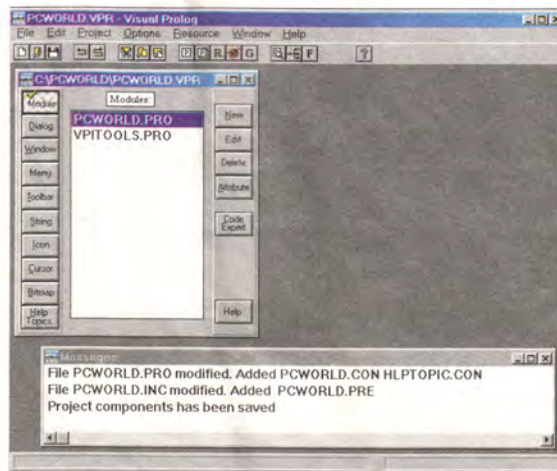 PCWORLD.VPR - Visual Prolog
File Edit Project Options Resource Window Help
R G F ?
C:\PCWORLD\PCWORLD.VPR
Module
Dialog
Window
Menu
Toolbar
String
Icon
Cursor
Bitmap
Help Topics
Modules:
PCWORLD.PRO
VPITOOLS.PRO
New
Edit
Delete
Attribute
Code Expert
Help
Messages
File PCWORLD.PRO modified. Added PCWORLD.CON HLPTOPIC.CON
File PCWORLD.INC modified. Added PCWORLD.PRE
Project components has been saved